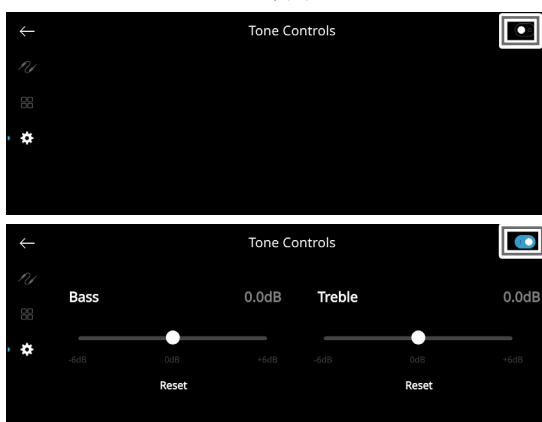 Tone Controls
Tone Controls
Bass 0.0dB Treble 0.0dB
-6dB 0dB +6dB -6dB 0dB +6dB
Reset Reset